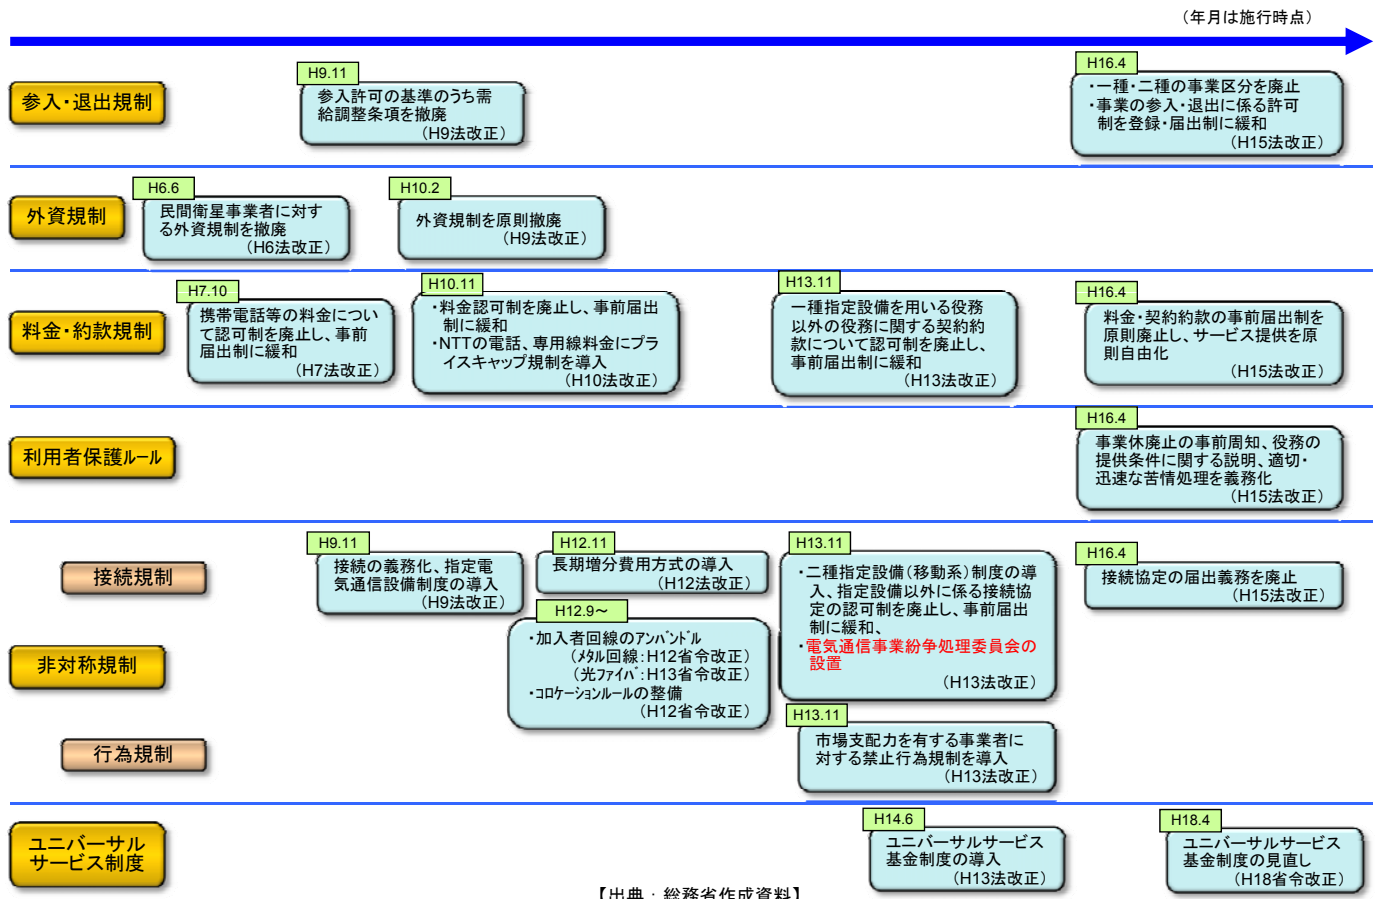 （年月は施行時点）
参入・退出規制
H9.11
参入許可の基準のうち需
給調整条項を撤廃
（H9法改正）
H16.4
・一種・二種の事業区分を廃止
・事業の参入・退出に係る許可
制を登録・届出制に緩和
（H15法改正）
外資規制
H6.6
民間衛星事業者に対す
る外資規制を撤廃
（H6法改正）
H10.2
外資規制を原則撤廃
（H9法改正）
料金・約款規制
H7.10
携帯電話等の料金につい
て認可制を廃止し、事前
届出制に緩和
（H7法改正）
H10.11
・料金認可制を廃止し、事前届出
制に緩和
・NTTの電話、専用線料金にプラ
イスキャップ規制を導入
（H10法改正）
H13.11
一種指定設備を用いる役務
以外の役務に関する契約約
款について認可制を廃止し、
事前届出制に緩和
（H13法改正）
H16.4
料金・契約約款の事前届出制を
原則廃止し、サービス提供を原
則自由化
（H15法改正）
利用者保護ルール
H16.4
事業休廃止の事前周知、役務の
提供条件に関する説明、適切・
迅速な苦情処理を義務化
（H15法改正）
接続規制
H9.11
接続の義務化、指定電
気通信設備制度の導入
（H9法改正）
H12.11
長期増分費用方式の導入
（H12法改正）
H12.9～
・加入者回線のアンバンドル
（メタル回線：H12省令改正）
（光ファイバ：H13省令改正）
・コロケーションルールの整備
（H12省令改正）
H13.11
・二種指定設備（移動系）制度の導
入、指定設備以外に係る接続協
定の認可制を廃止し、事前届出
制に緩和、
・電気通信事業紛争処理委員会の
設置
（H13法改正）
H16.4
接続協定の届出義務を廃止
（H15法改正）
非対称規制
行為規制
H13.11
市場支配力を有する事業者に
対する禁止行為規制を導入
（H13法改正）
ユニバーサル
サービス制度
H14.6
ユニバーサルサービス
基金制度の導入
（H13法改正）
H18.4
ユニバーサルサービス
基金制度の見直し
（H18省令改正）
【出典：総務省作成資料】